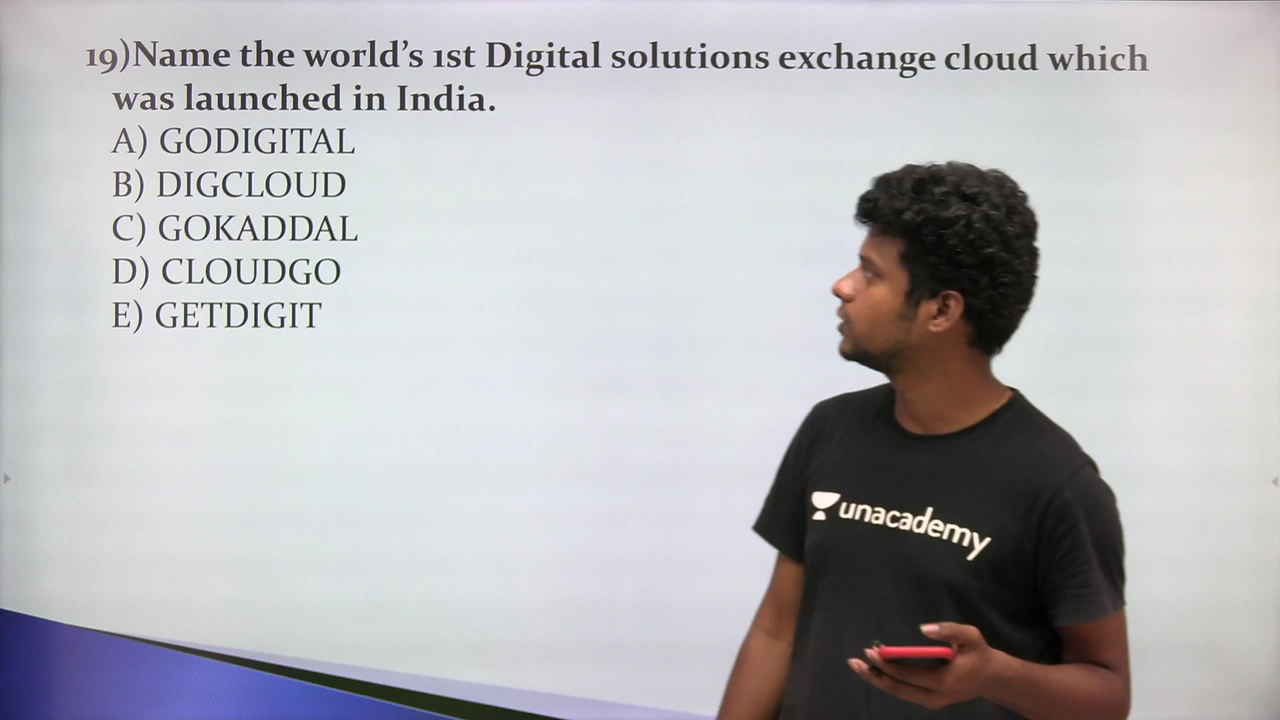 19)Name the world's 1st Digital solutions exchange cloud which
was launched in India.
A) GODIGITAL
B) DIGCLOUD
C) GOKADDAL
D) CLOUDGO
E) GETDIGIT
unacademy